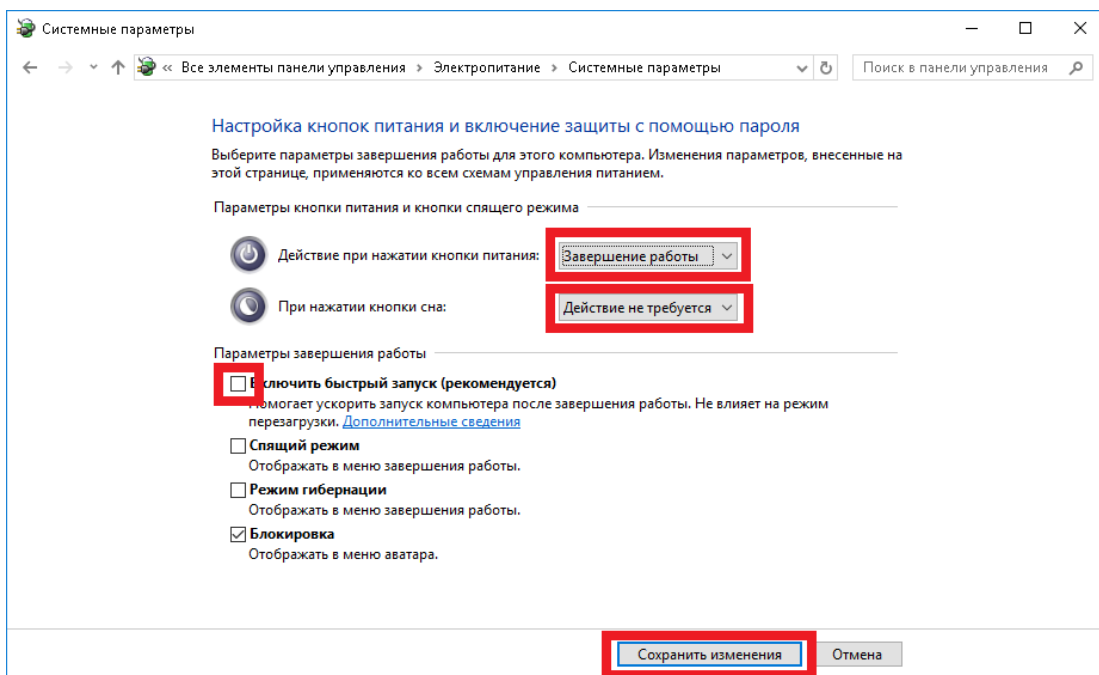 Системные параметры
« Все элементы панели управления › Электропитание › Системные параметры
Поиск в панели управления
Настройка кнопок питания и включение защиты с помощью пароля
Выберите параметры завершения работы для этого компьютера. Изменения параметров, внесенные на
этой странице, применяются ко всем схемам управления питанием.
Параметры кнопки питания и кнопки спящего режима
Действие при нажатии кнопки питания: Завершение работы
При нажатии кнопки сна: Действие не требуется
Параметры завершения работы
Включить быстрый запуск (рекомендуется)
Помогает ускорить запуск компьютера после завершения работы. Не влияет на режим
перезагрузки. Дополнительные сведения
Спящий режим
Отображать в меню завершения работы.
Режим гибернации
Отображать в меню завершения работы.
Блокировка
Отображать в меню аватара.
Сохранить изменения Отмена